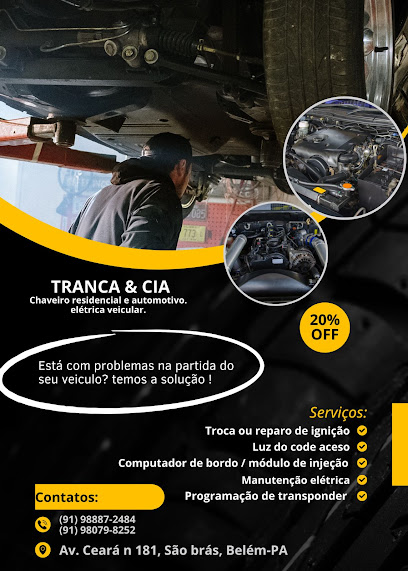 TRANCA & CIA
Chaveiro residencial e automotivo.
elétrica veicular.
20%
OFF
Está com problemas na partida do
seu veiculo? temos a solução !
Serviços:
Troca ou reparo de ignição
Luz do code aceso
Computador de bordo / módulo de injeção
Manutenção elétrica
Programação de transponder
Contatos:
(91) 98887-2484
(91) 98079-8252
Av. Ceará n 181, São brás, Belém-PA